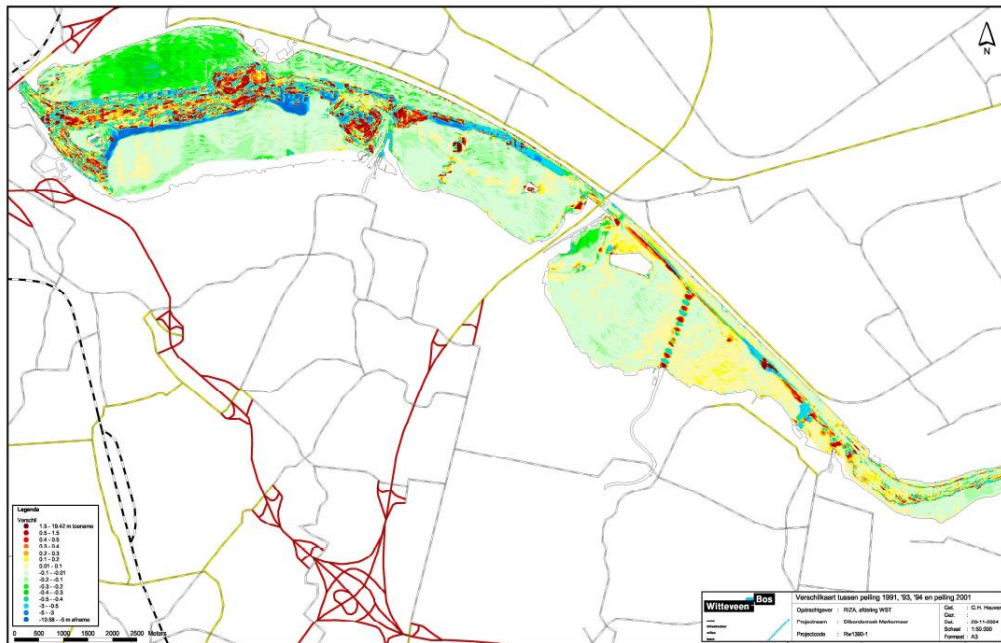 N
Legenda
Verschil
1.5 - 19.42 m toename
0.5 - 1.5
0.4 - 0.5
0.3 - 0.4
0.2 - 0.3
0.1 - 0.2
0.01 - 0.1
-0.1 - -0.01
-0.2 - -0.1
-0.3 - -0.2
-0.4 - -0.3
-0.5 - -0.4
-3 - -0.5
-5 - -3
-10.58 - -5 m afname
0 500 1000 1500 2000 2500 Meters
Witteveen Bos
Verschilkaart tussen peiling 1991, '93, '94 en peiling 2001
Opdrachtgever : RIZA, afdeling WST
Projectcode : Rw1390-1
Get. :
Gez. :
Dat. :
Schaal : 1:50.000
Formaat : A3